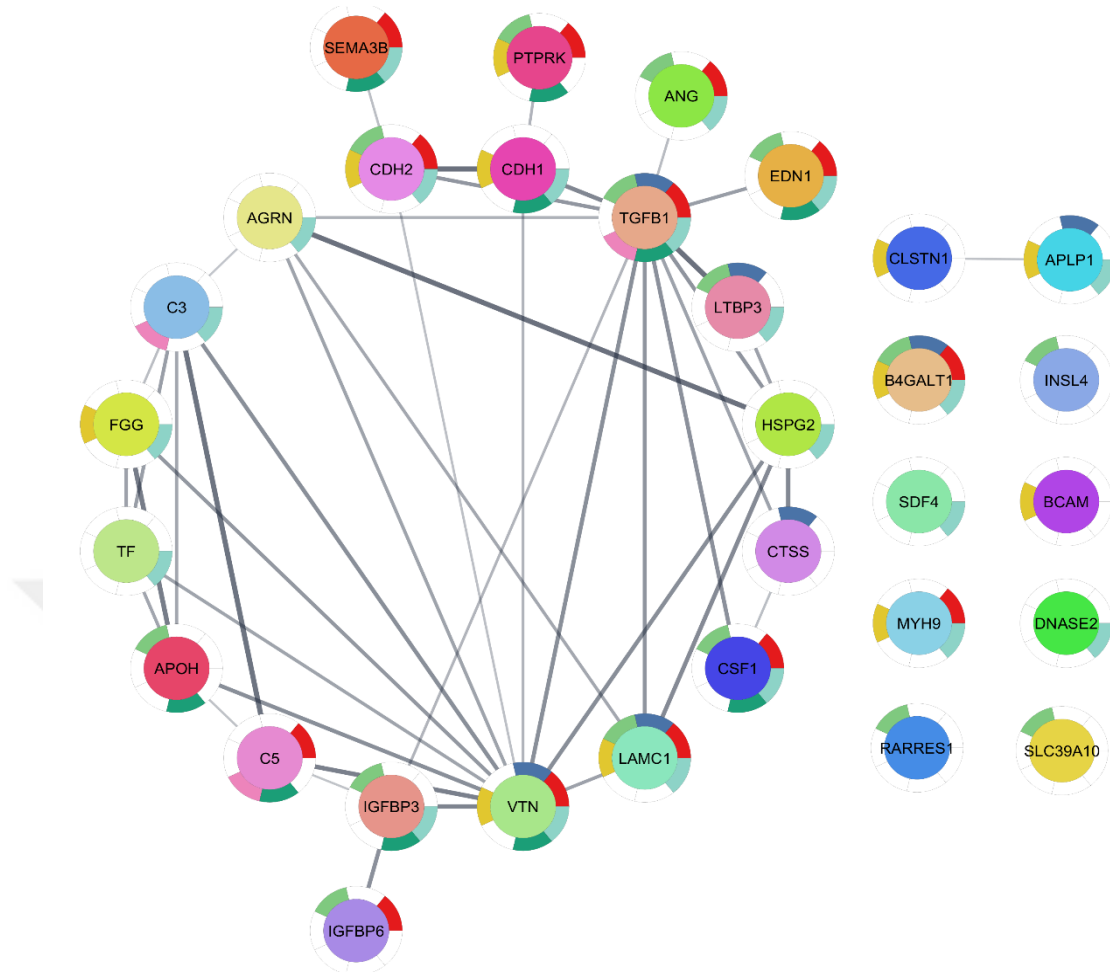 SEMA3B
PTPRK
ANG
CDH2
CDH1
EDN1
AGRN
TGFB1
CLSTN1
APLP1
C3
LTBP3
B4GALT1
INSL4
FGG
HSPG2
SDF4
BCAM
TF
CTSS
MYH9
DNASE2
APOH
CSF1
RARRES1
SLC39A10
C5
LAMC1
IGFBP3
VTN
IGFBP6